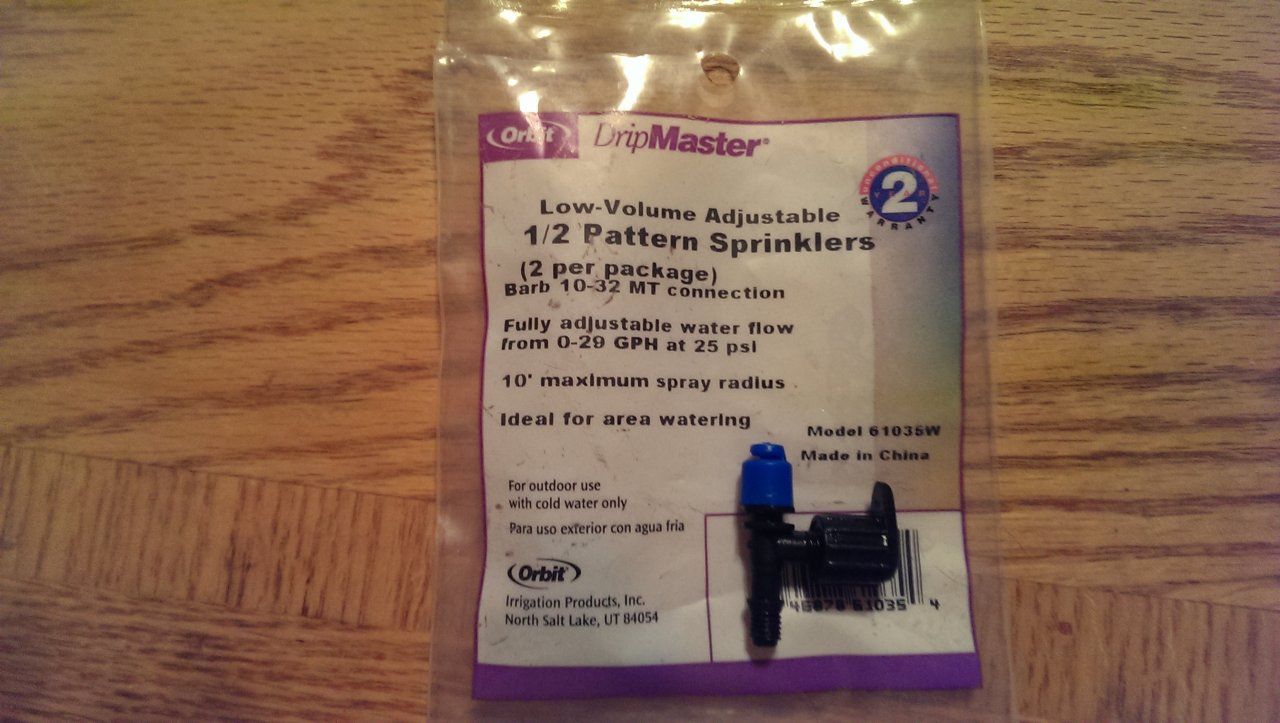 Orbit DripMaster®
unconditional
2
YEAR
WARRANTY
Low-Volume Adjustable
1/2 Pattern Sprinklers
(2 per package)
Barb 10-32 MT connection
Fully adjustable water flow
from 0-29 GPH at 25 psi
10' maximum spray radius
Ideal for area watering
Model 61035W
Made in China
For outdoor use
with cold water only
Para uso exterior con agua fria
Orbit®
Irrigation Products, Inc.
North Salt Lake, UT 84054
46878 61035 4